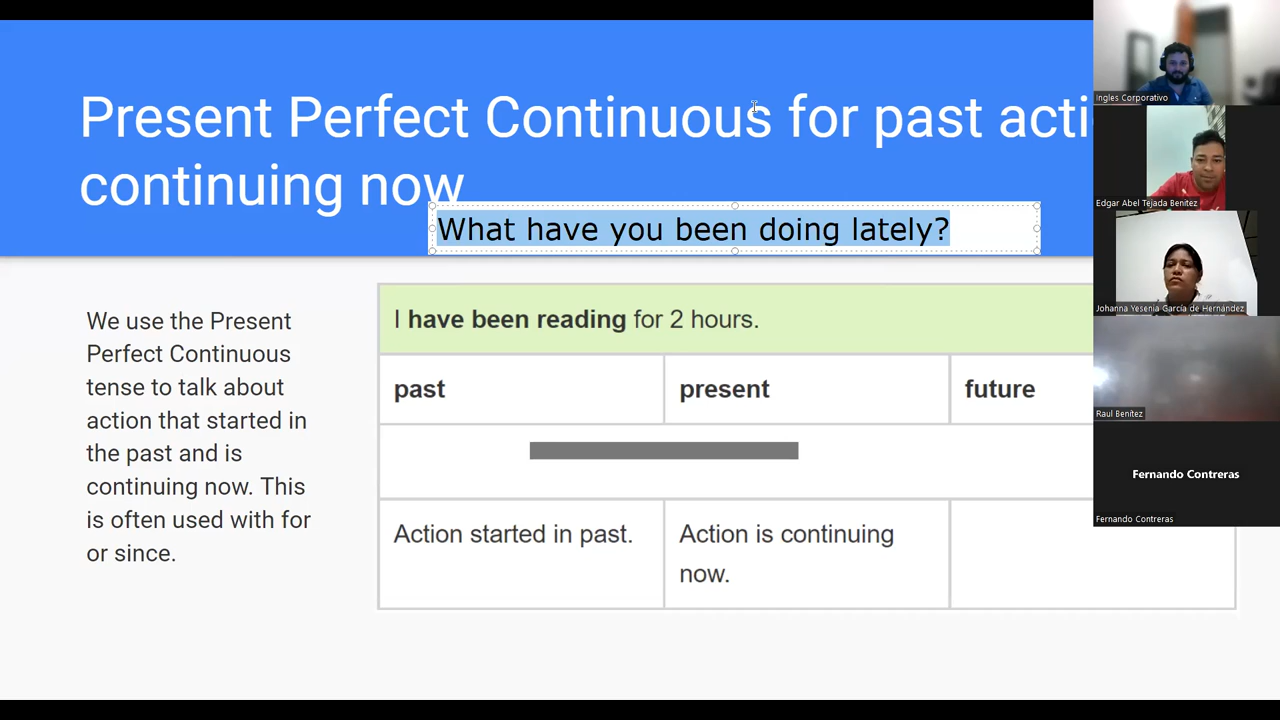 Present Perfect Continuous for past acti
continuing now
What have you been doing lately?
We use the Present
Perfect Continuous
tense to talk about
action that started in
the past and is
continuing now. This
is often used with for
or since.
I have been reading for 2 hours.
past
present
future
Action started in past.
Action is continuing
now.
Ingles Corporativo
Edgar Abel Tejada Benitez
Johanna Yesenia García de Hernández
Raul Benítez
Fernando Contreras
Fernando Contreras